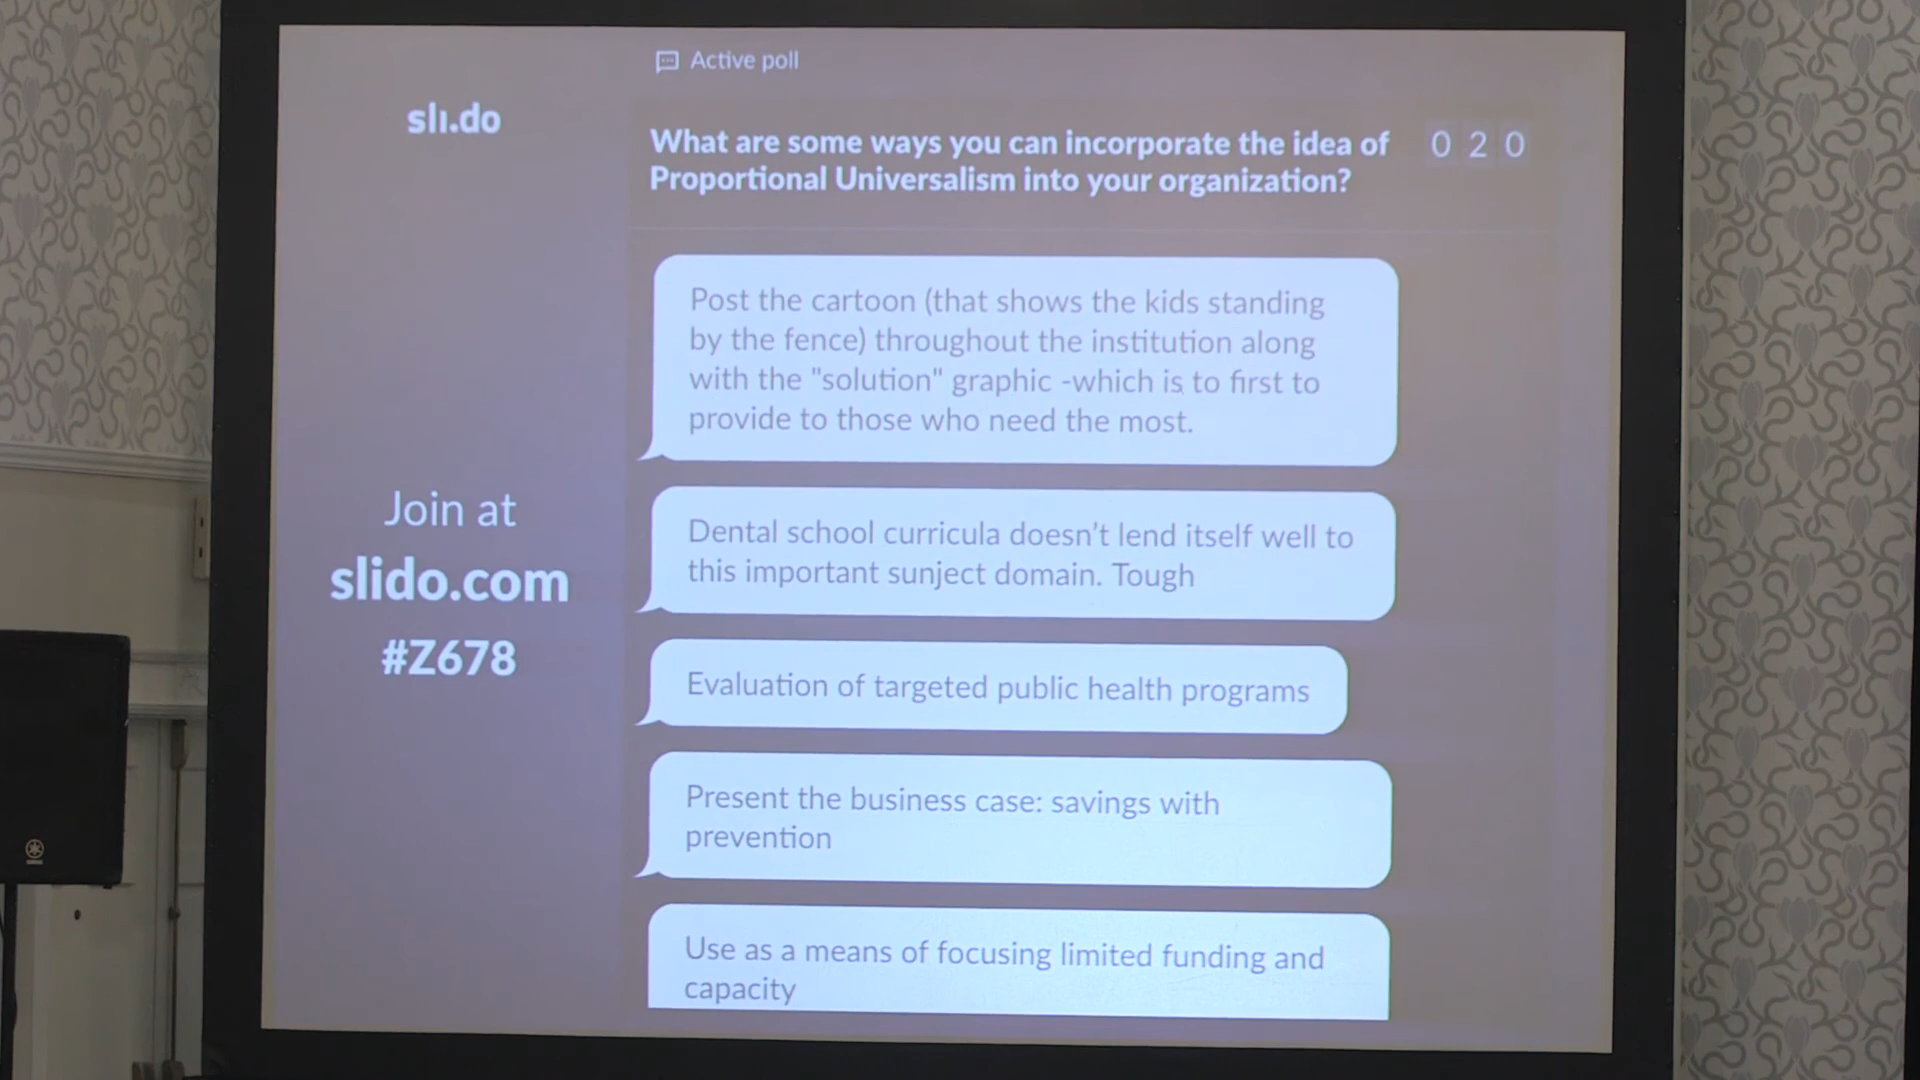 Active poll
sli.do
What are some ways you can incorporate the idea of
Proportional Universalism into your organization?
0 2 0
Post the cartoon (that shows the kids standing
by the fence) throughout the institution along
with the "solution" graphic -which is to first to
provide to those who need the most.
Dental school curricula doesn't lend itself well to
this important sunject domain. Tough
Evaluation of targeted public health programs
Present the business case: savings with
prevention
Use as a means of focusing limited funding and
capacity
Join at
slido.com
#Z678